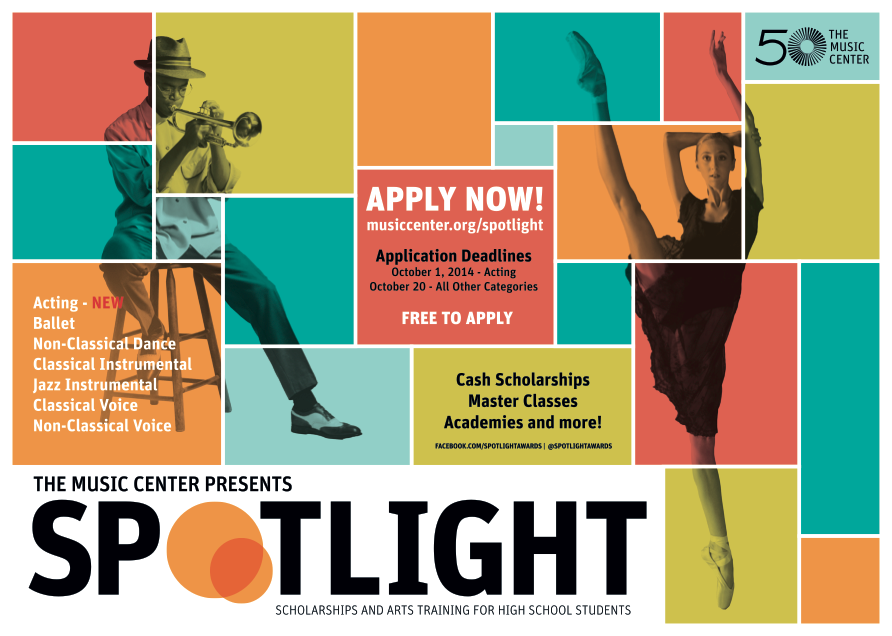 50 THE
MUSIC
CENTER
APPLY NOW!
musiccenter.org/spotlight
Application Deadlines
October 1, 2014 - Acting
October 20 - All Other Categories
FREE TO APPLY
Acting - NEW
Ballet
Non-Classical Dance
Classical Instrumental
Jazz Instrumental
Classical Voice
Non-Classical Voice
Cash Scholarships
Master Classes
Academies and more!
FACEBOOK.COM/SPOTLIGHTAWARDS | @SPOTLIGHTAWARDS
THE MUSIC CENTER PRESENTS
SPOTLIGHT
SCHOLARSHIPS AND ARTS TRAINING FOR HIGH SCHOOL STUDENTS